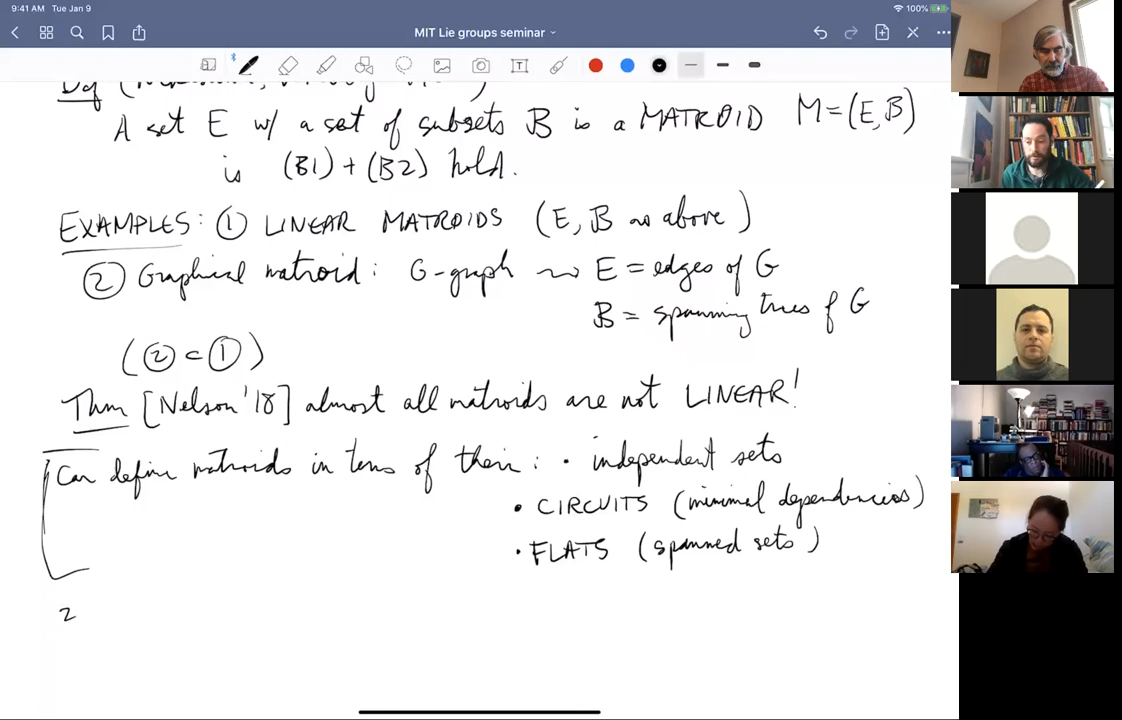 9:41 AM Tue Jan 9
100%
MIT Lie groups seminar
Def
A set E w/ a set of subsets B is a MATROID M=(E,B)
is (B1) + (B2) hold.
EXAMPLES: ① LINEAR MATROIDS (E, B as above)
② Graphical matroid: G-graph ⇝ E = edges of G
B = spanning trees of G
(② ⊂ ①)
Thm [Nelson '18] almost all matroids are not LINEAR!
Can define matroids in terms of their: • independent sets
• CIRCUITS (minimal dependencies)
• FLATS (spanned sets)
2